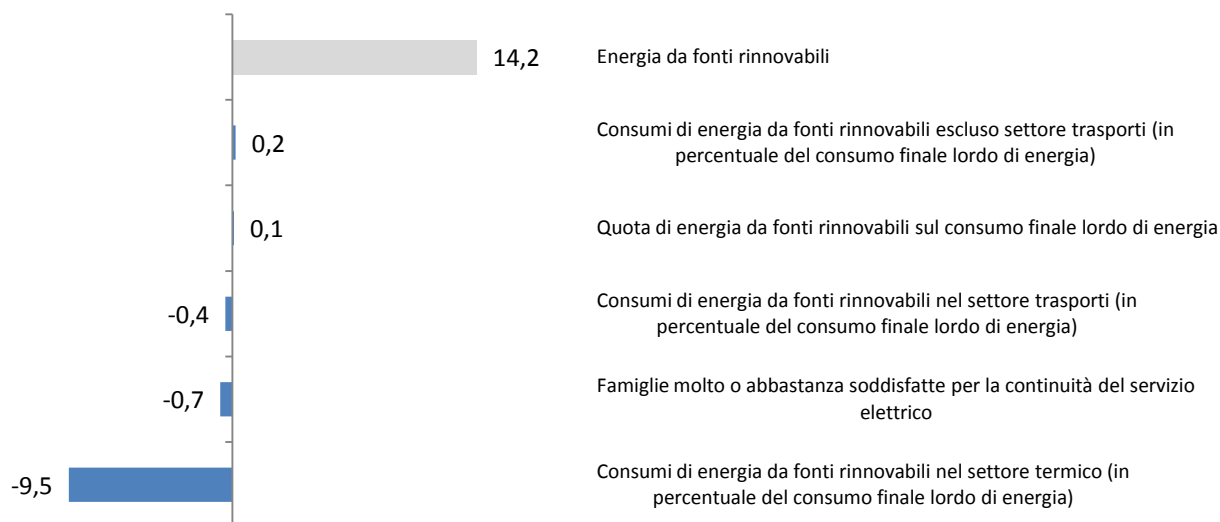 14,2 Energia da fonti rinnovabili
0,2 Consumi di energia da fonti rinnovabili escluso settore trasporti (in
percentuale del consumo finale lordo di energia)
0,1 Quota di energia da fonti rinnovabili sul consumo finale lordo di energia
-0,4 Consumi di energia da fonti rinnovabili nel settore trasporti (in
percentuale del consumo finale lordo di energia)
-0,7 Famiglie molto o abbastanza soddisfatte per la continuità del servizio
elettrico
-9,5 Consumi di energia da fonti rinnovabili nel settore termico (in
percentuale del consumo finale lordo di energia)